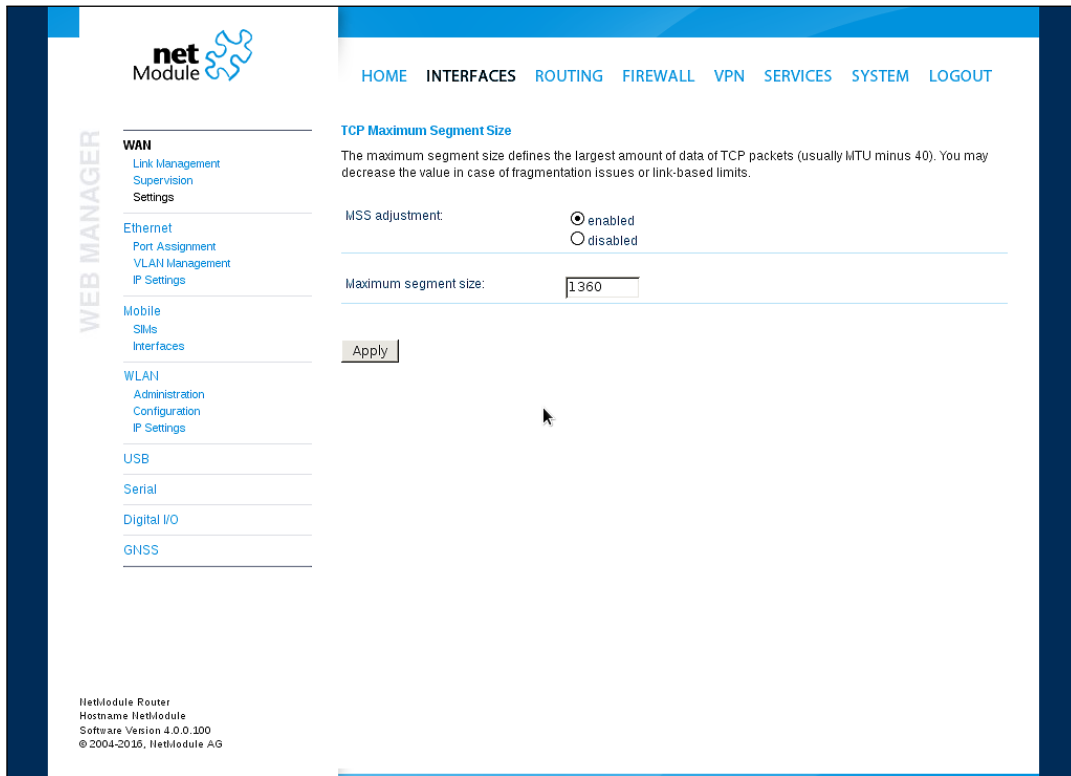 net
Module
HOME INTERFACES ROUTING FIREWALL VPN SERVICES SYSTEM LOGOUT
WEB MANAGER
WAN
Link Management
Supervision
Settings
Ethernet
Port Assignment
VLAN Management
IP Settings
Mobile
SIMs
Interfaces
WLAN
Administration
Configuration
IP Settings
USB
Serial
Digital I/O
GNSS
TCP Maximum Segment Size
The maximum segment size defines the largest amount of data of TCP packets (usually MTU minus 40). You may
decrease the value in case of fragmentation issues or link-based limits.
MSS adjustment:
enabled
disabled
Maximum segment size:
1360
Apply
NetModule Router
Hostname NetModule
Software Version 4.0.0.100
© 2004-2016, NetModule AG